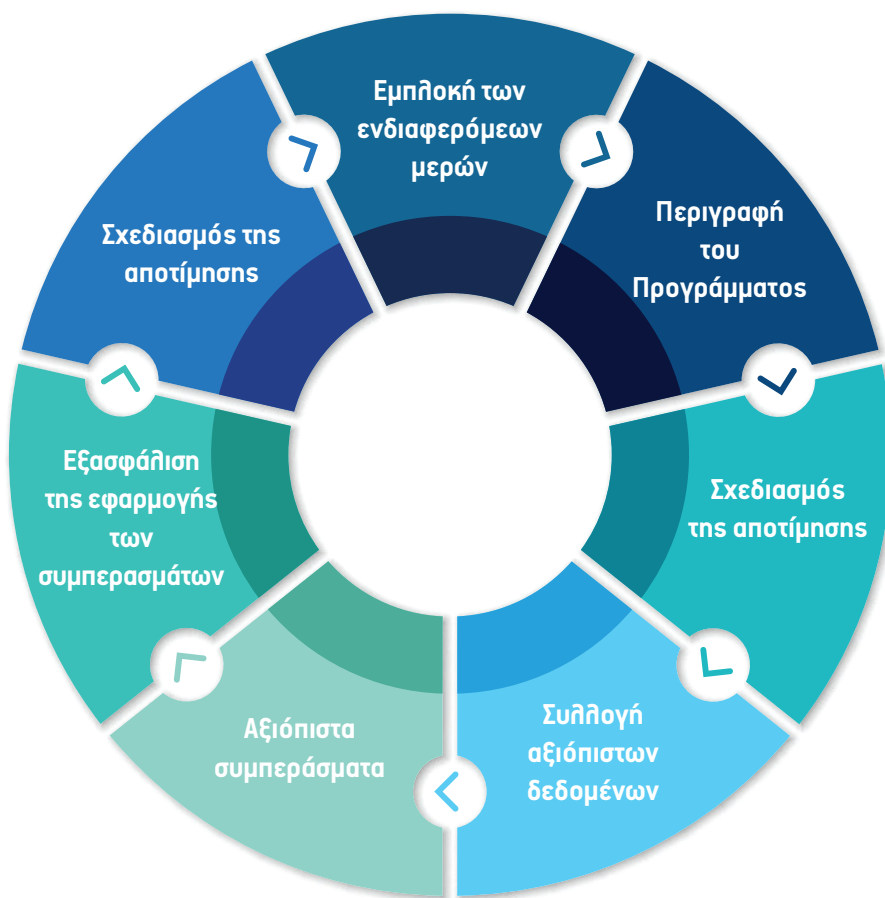 Εμπλοκή των
ενδιαφερόμεων
μερών
Περιγραφή
του
Προγράμματος
Σχεδιασμός
της αποτίμησης
Συλλογή
αξιόπιστων
δεδομένων
Αξιόπιστα
συμπεράσματα
Εξασφάλιση
της εφαρμογής
των
συμπερασμάτων
Σχεδιασμός της
αποτίμησης